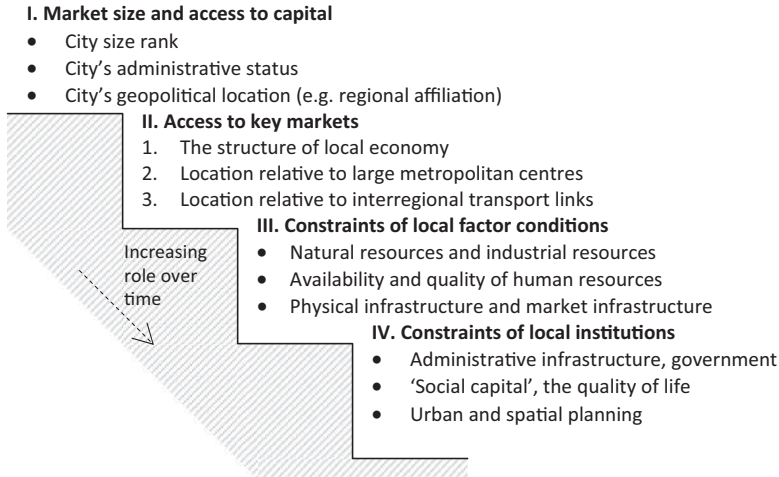 I. Market size and access to capital
• City size rank
• City’s administrative status
• City’s geopolitical location (e.g. regional affiliation)
II. Access to key markets
1. The structure of local economy
2. Location relative to large metropolitan centres
3. Location relative to interregional transport links
III. Constraints of local factor conditions
• Natural resources and industrial resources
• Availability and quality of human resources
• Physical infrastructure and market infrastructure
Increasing
role over
time
IV. Constraints of local institutions
• Administrative infrastructure, government
• ‘Social capital’, the quality of life
• Urban and spatial planning